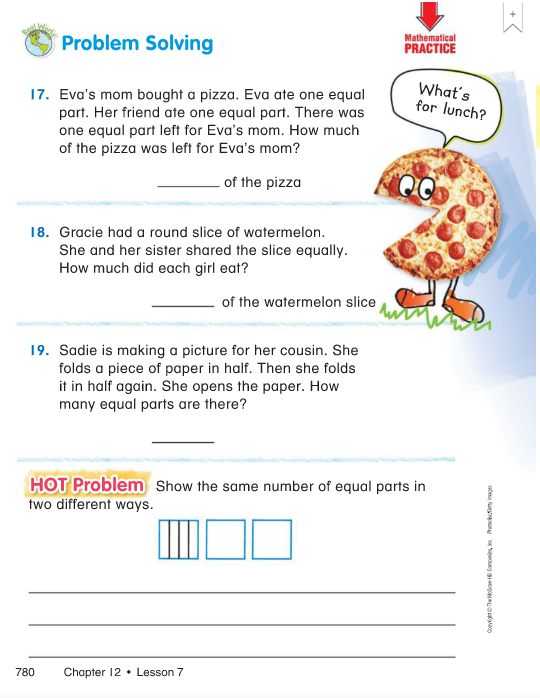 Real World
Problem Solving
Mathematical
PRACTICE
What's
for lunch?
17. Eva's mom bought a pizza. Eva ate one equal
part. Her friend ate one equal part. There was
one equal part left for Eva's mom. How much
of the pizza was left for Eva's mom?
________ of the pizza
18. Gracie had a round slice of watermelon.
She and her sister shared the slice equally.
How much did each girl eat?
________ of the watermelon slice
19. Sadie is making a picture for her cousin. She
folds a piece of paper in half. Then she folds
it in half again. She opens the paper. How
many equal parts are there?
________
HOT Problem Show the same number of equal parts in
two different ways.
Copyright © The McGraw-Hill Companies, Inc. Photodisc/Getty Images
780 Chapter 12 • Lesson 7